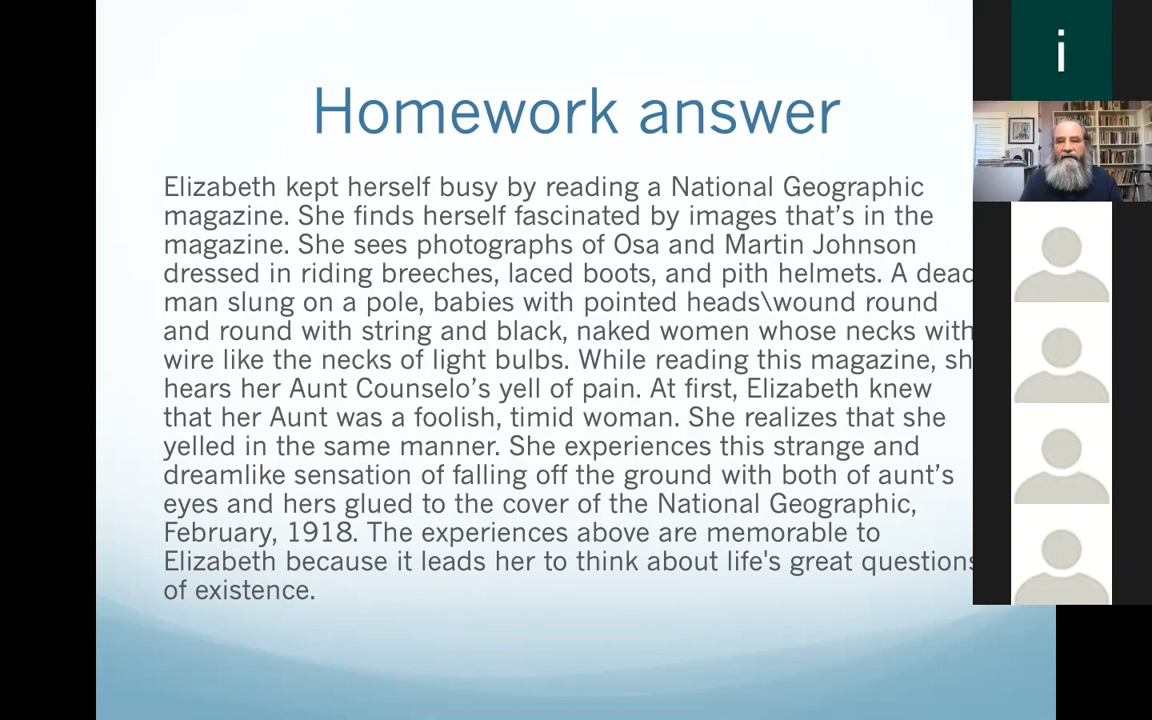 Homework answer
Elizabeth kept herself busy by reading a National Geographic
magazine. She finds herself fascinated by images that's in the
magazine. She sees photographs of Osa and Martin Johnson
dressed in riding breeches, laced boots, and pith helmets. A dead
man slung on a pole, babies with pointed heads\wound round
and round with string and black, naked women whose necks with
wire like the necks of light bulbs. While reading this magazine, sh
hears her Aunt Counselo's yell of pain. At first, Elizabeth knew
that her Aunt was a foolish, timid woman. She realizes that she
yelled in the same manner. She experiences this strange and
dreamlike sensation of falling off the ground with both of aunt's
eyes and hers glued to the cover of the National Geographic,
February, 1918. The experiences above are memorable to
Elizabeth because it leads her to think about life's great questions
of existence.
i